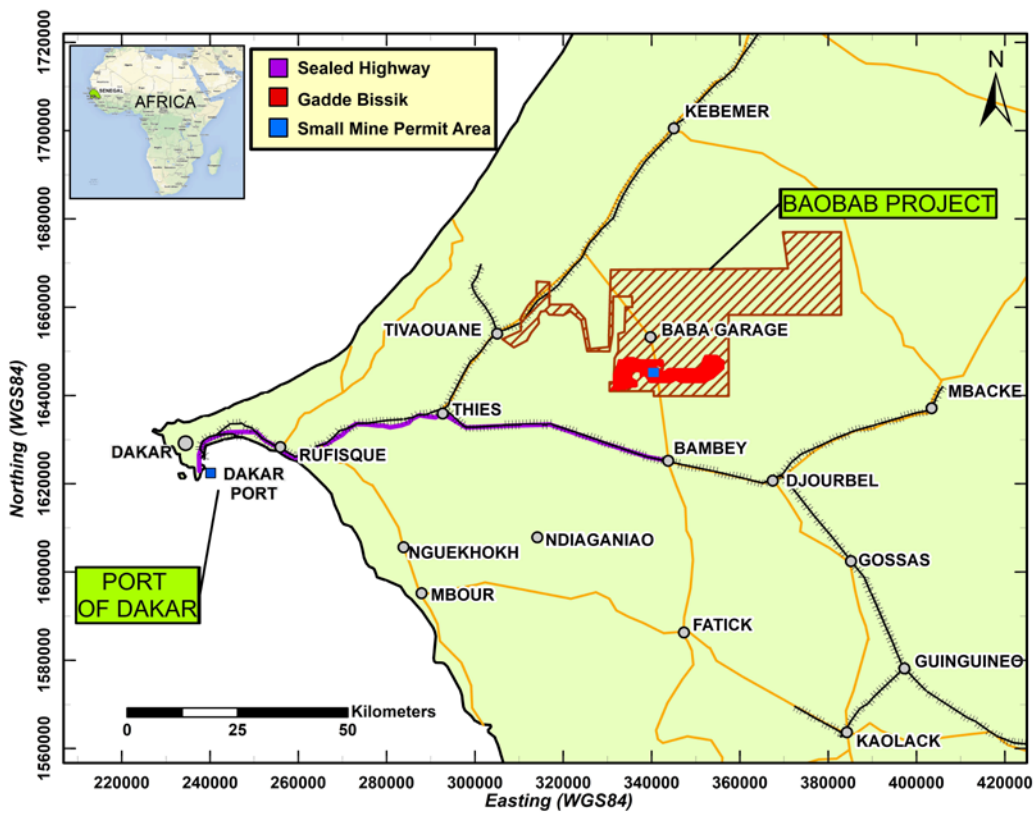 SENEGAL
AFRICA
Sealed Highway
Gadde Bissik
Small Mine Permit Area
N
KEBEMER
BAOBAB PROJECT
TIVAOUANE
BABA GARAGE
THIES
MBACKE
DAKAR
RUFISQUE
BAMBEY
DAKAR
PORT
DJOURBEL
NGUEKHOKH
NDIAGANIAO
GOSSAS
PORT
OF DAKAR
MBOUR
FATICK
GUINGUINEO
Kilometers
0 25 50
KAOLACK
1720000
1700000
1680000
1660000
1640000
1620000
1600000
1580000
1560000
Northing (WGS84)
220000 240000 260000 280000 300000 320000 340000 360000 380000 400000 420000
Easting (WGS84)